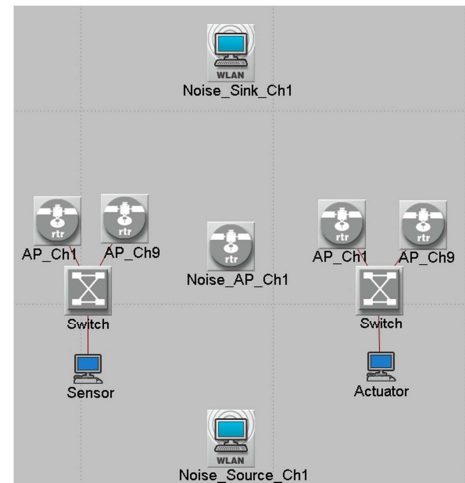 WLAN
Noise_Sink_Ch1
rtr
rtr
rtr
rtr
rtr
AP_Ch1
AP_Ch9
Noise_AP_Ch1
AP_Ch1
AP_Ch9
Switch
Switch
Sensor
Actuator
WLAN
Noise_Source_Ch1